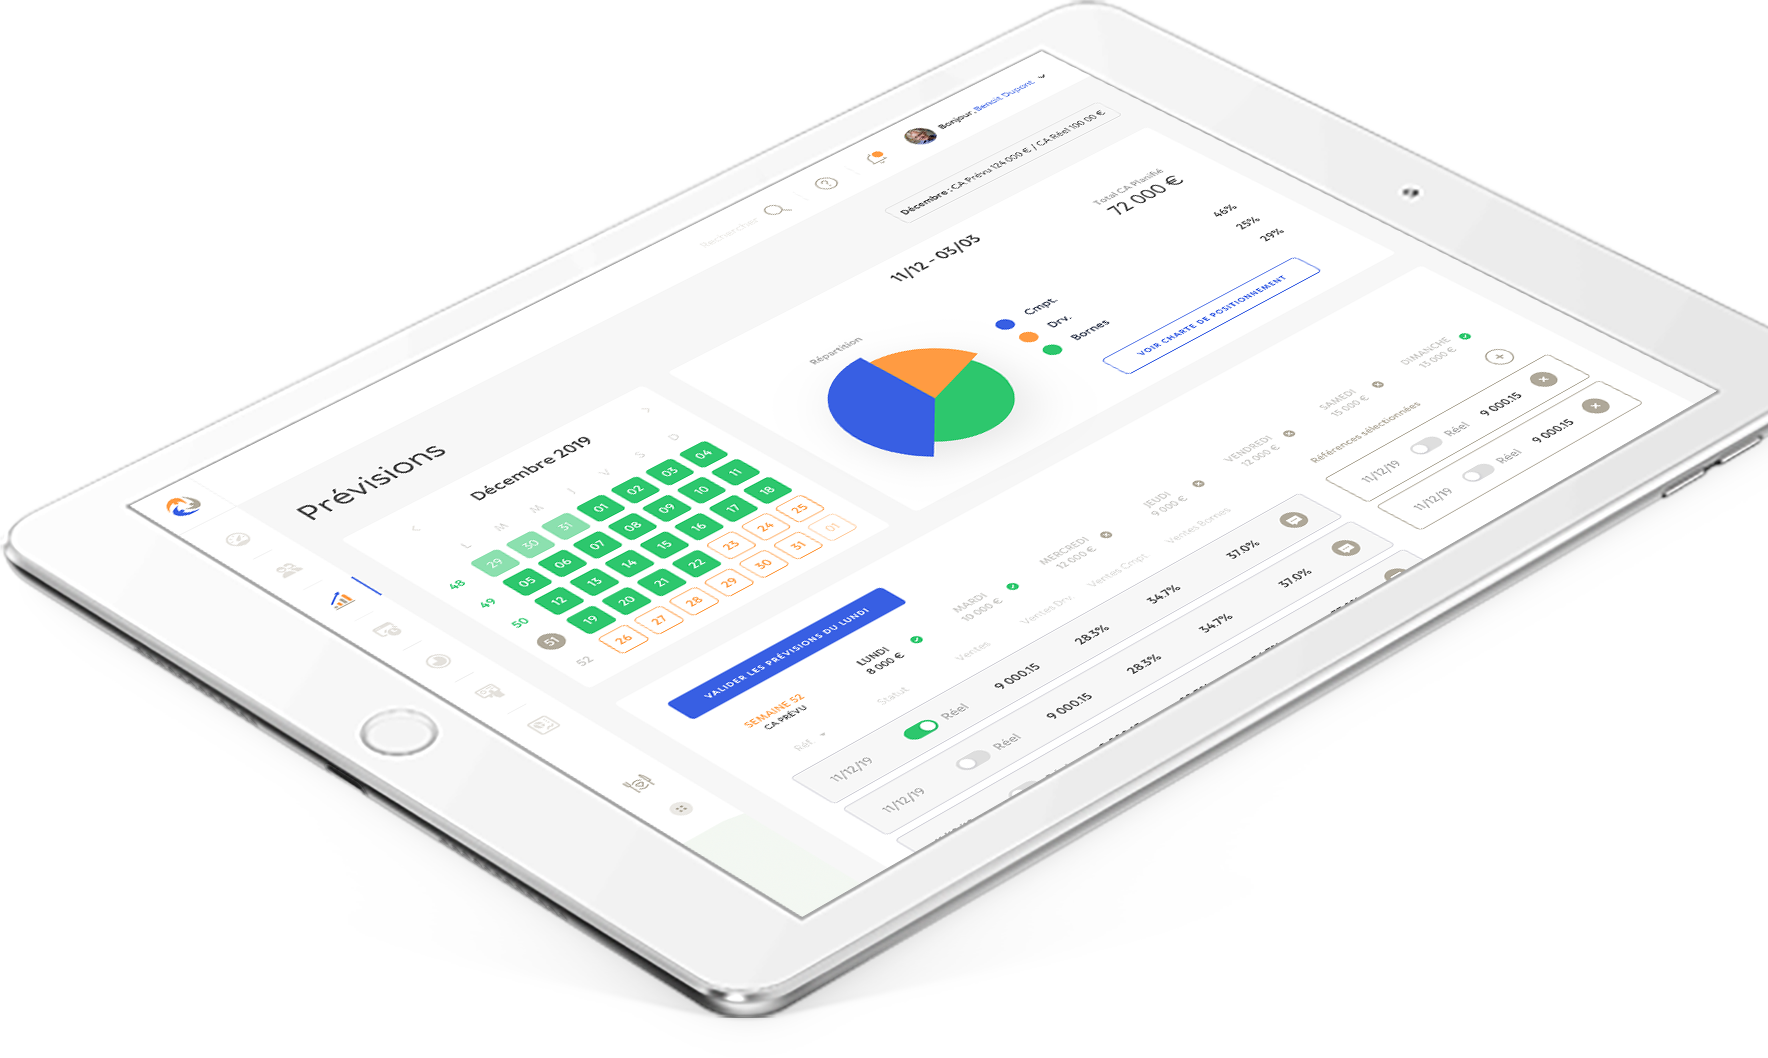 Bonjour, Benoit Dupont
Rechercher
Décembre : CA Prévu 124 000 € / CA Réel 100 00 €
Prévisions
Décembre 2019
L M M J V S D
48 29 30 31 01 02 03 04
49 05 06 07 08 09 10 11
50 12 13 14 15 16 17 18
51 19 20 21 22 23 24 25
52 26 27 28 29 30 31 01
11/12 - 03/03
Total CA Planifié
72 000 €
Répartition
Cmpt. 46%
Drv. 25%
Bornes 29%
VOIR CHARTE DE POSITIONNEMENT
VALIDER LES PRÉVISIONS DU LUNDI
SEMAINE 52
CA PRÉVU
LUNDI
8 000 €
MARDI
10 000 €
MERCREDI
12 000 €
JEUDI
9 000 €
VENDREDI
12 000 €
SAMEDI
15 000 €
DIMANCHE
15 000 €
Réf. Statut Ventes Ventes Drv. Ventes Cmpt. Ventes Bornes
11/12/19 Réel 9 000.15 28.3% 34.7% 37.0%
11/12/19 Réel 9 000.15 28.3% 34.7% 37.0%
Références sélectionnées
11/12/19 Réel 9 000.15
11/12/19 Réel 9 000.15